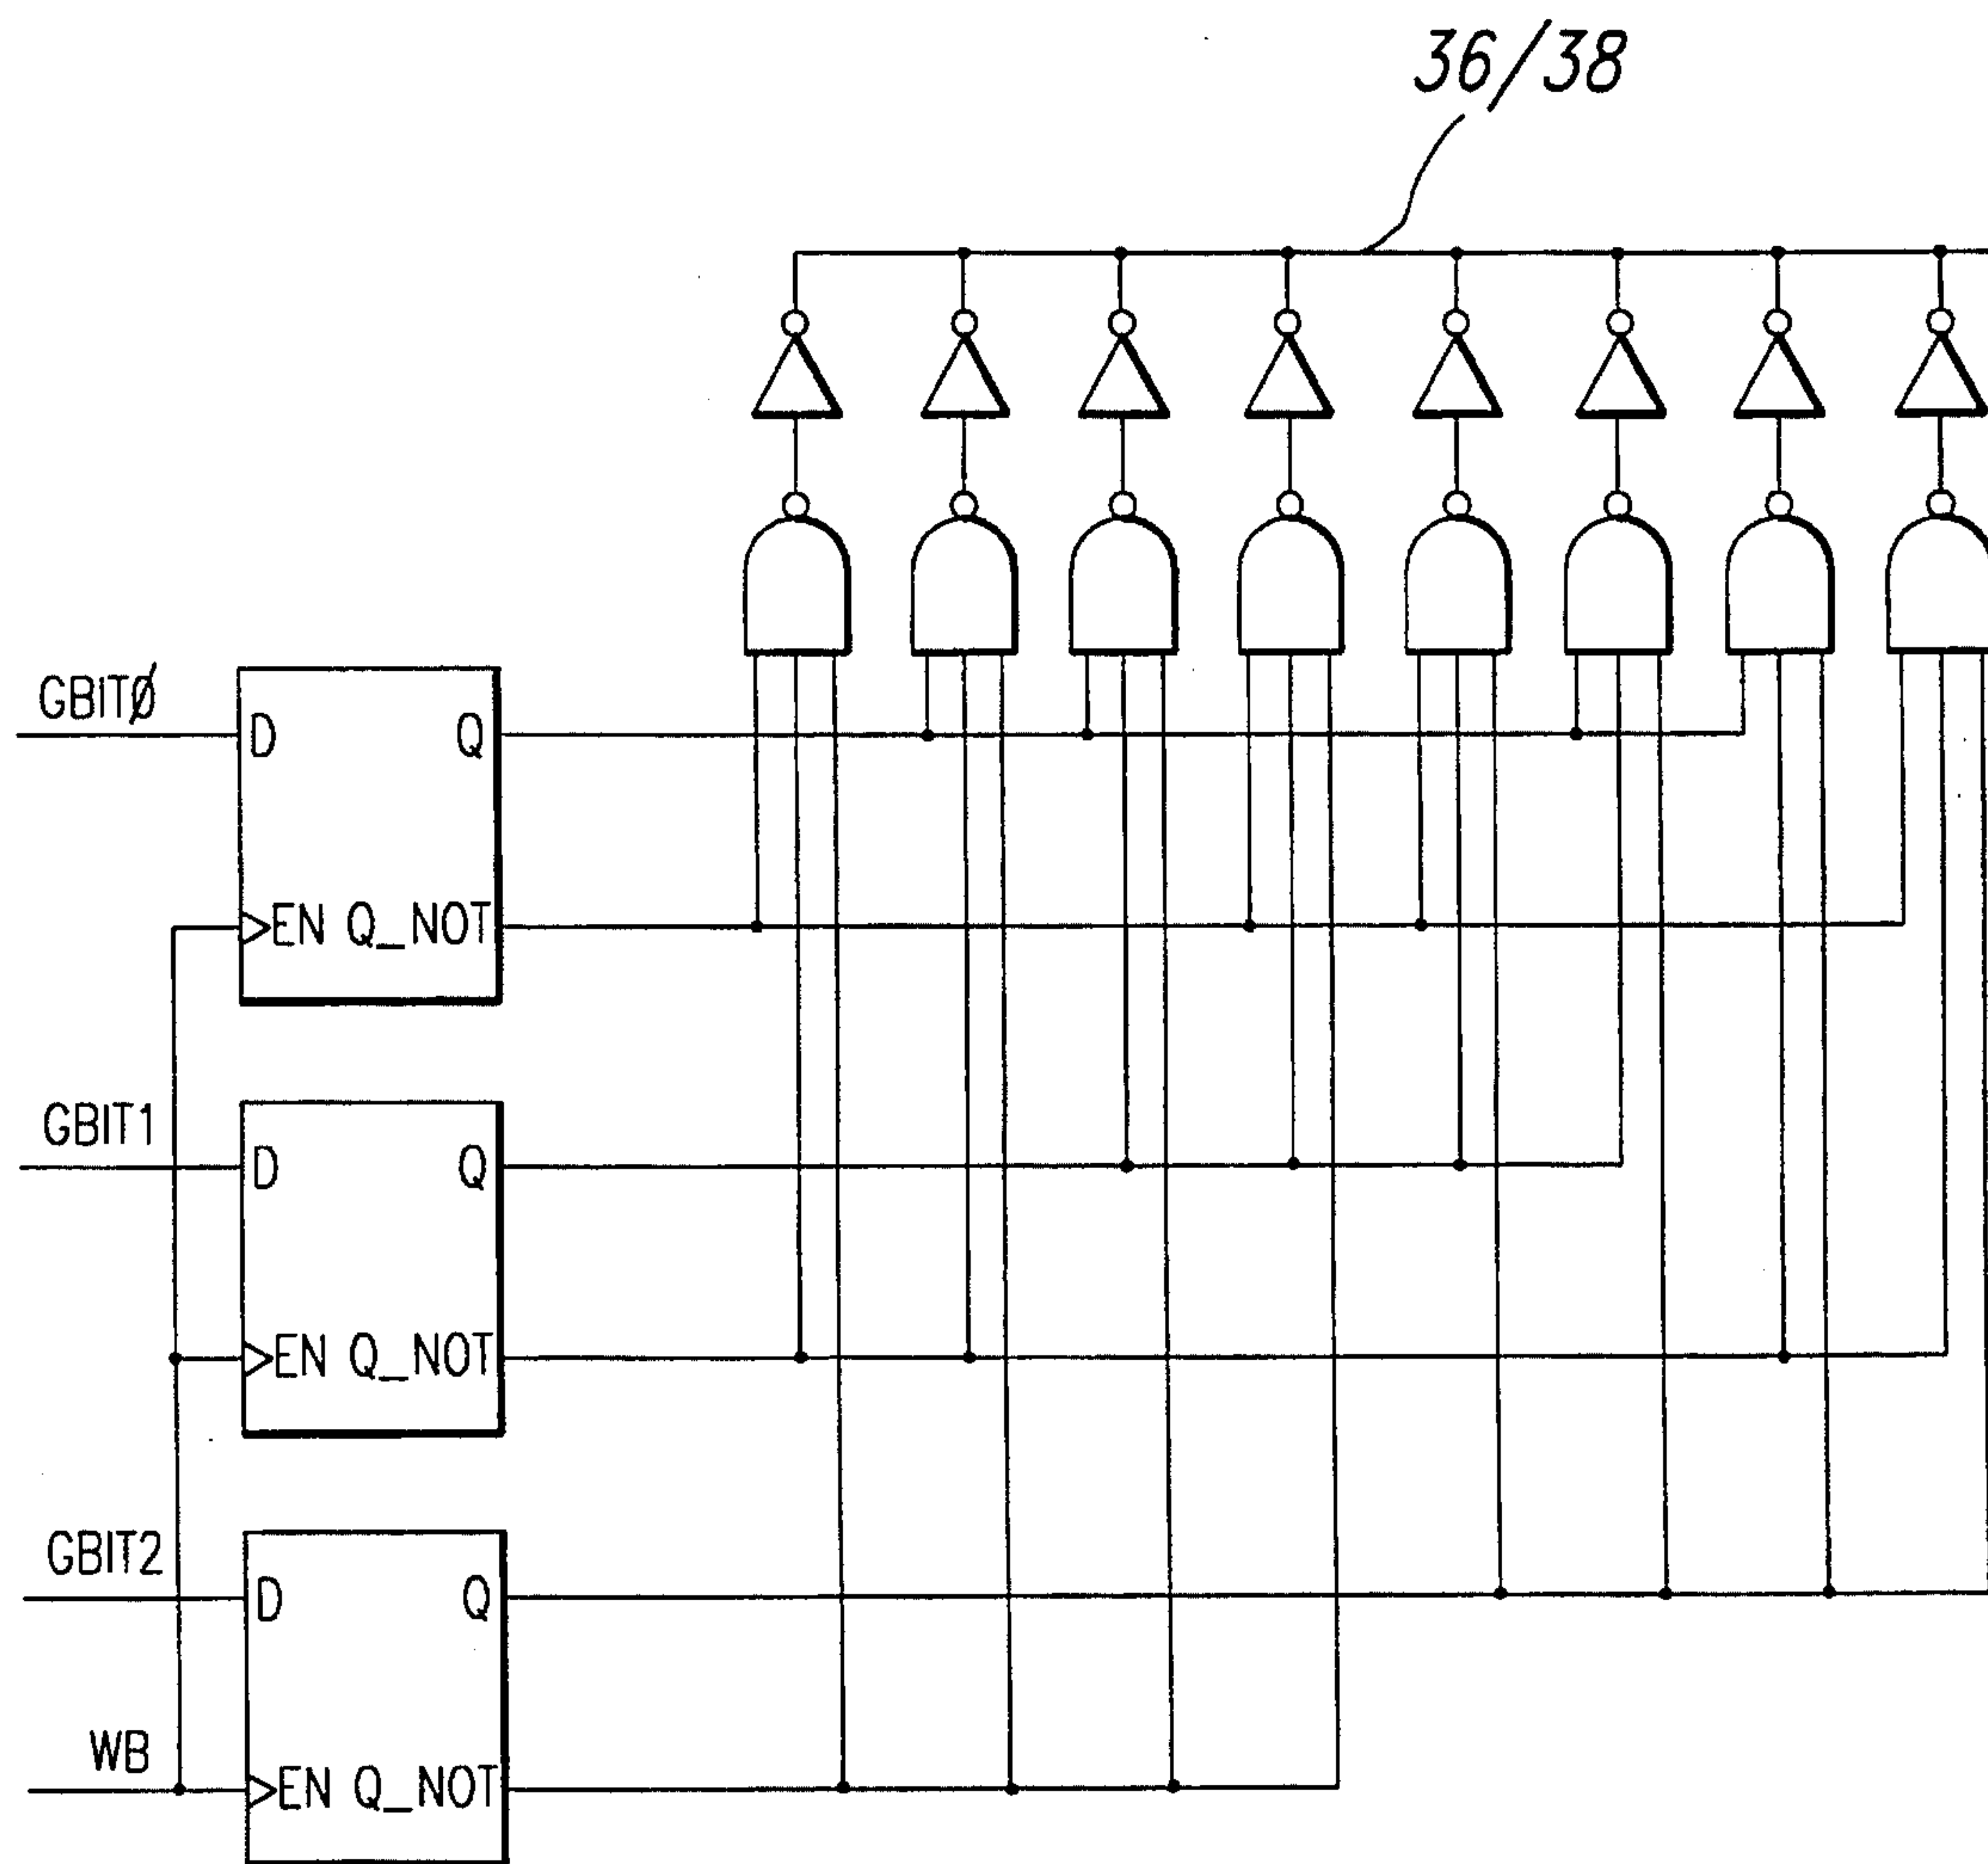 36/38
GBITØ
D Q
EN Q_NOT
GBIT1
D Q
EN Q_NOT
GBIT2
D Q
WB
EN Q_NOT